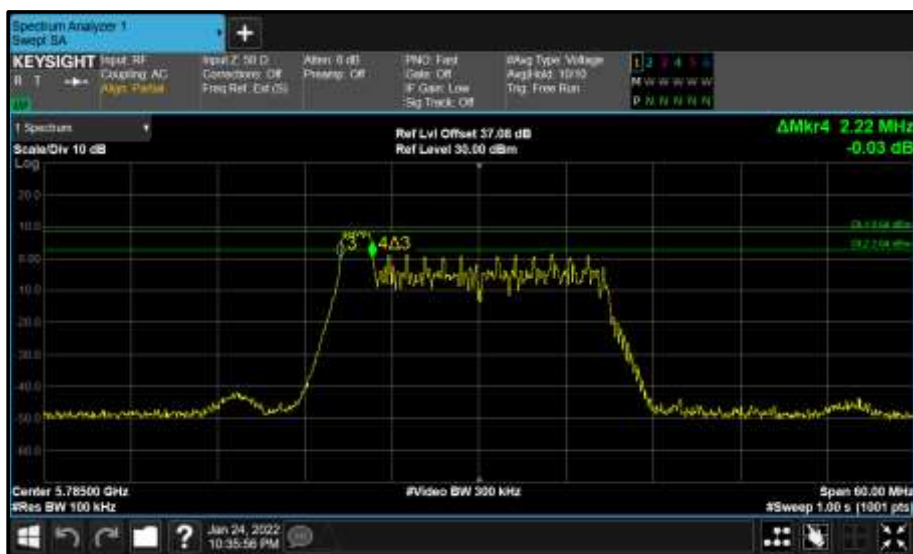 Spectrum Analyzer 1
Swept SA
KEYSIGHT
R T
Input: RF
Coupling: AC
Align: Partial
Input Z: 50 Ω
Corrections: Off
Freq Ref: Ext (S)
Atten: 8 dB
Preamp: Off
PNO: Fast
Gate: Off
IF Gain: Low
Sig Track: Off
#Avg Type: Voltage
Avg|Hold: 10/10
Trig: Free Run
1 2 3 4 5 6
M W W W W W
P N N N N N
1 Spectrum
Scale/Div 10 dB
Ref Lvl Offset 37.08 dB
Ref Level 30.00 dBm
ΔMkr4 2.22 MHz
-0.03 dB
Log
20.0
10.0
0.00
-10.0
-20.0
-30.0
-40.0
-50.0
-60.0
3
4Δ3
Center 5.78500 GHz
#Res BW 100 kHz
#Video BW 300 kHz
Span 60.00 MHz
#Sweep 1.00 s (1001 pts)
?
Jan 24, 2022
10:35:56 PM